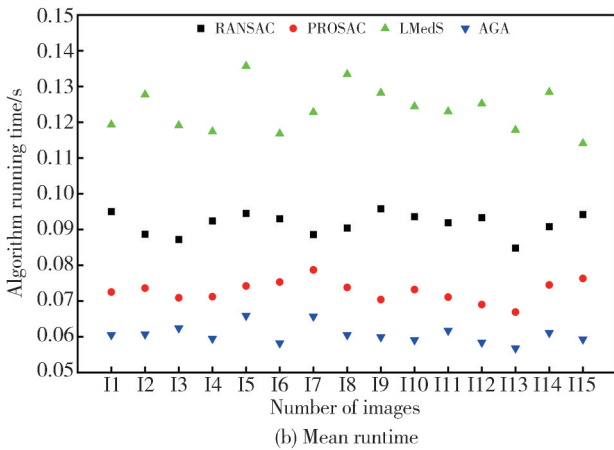 0.15
RANSAC PROSAC LMedS AGA
0.14
0.13
0.12
0.11
0.10
0.09
0.08
0.07
0.06
0.05
Algorithm running time/s
I1 I2 I3 I4 I5 I6 I7 I8 I9 I10 I11 I12 I13 I14 I15
Number of images
(b) Mean runtime